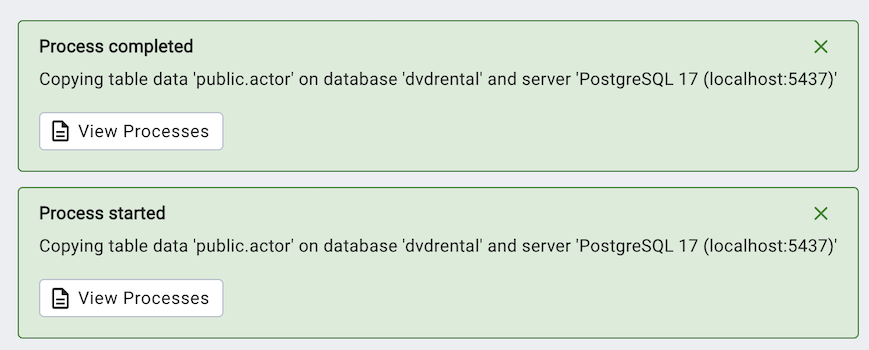 Process completed
Copying table data 'public.actor' on database 'dvdrental' and server 'PostgreSQL 17 (localhost:5437)'
View Processes
Process started
Copying table data 'public.actor' on database 'dvdrental' and server 'PostgreSQL 17 (localhost:5437)'
View Processes